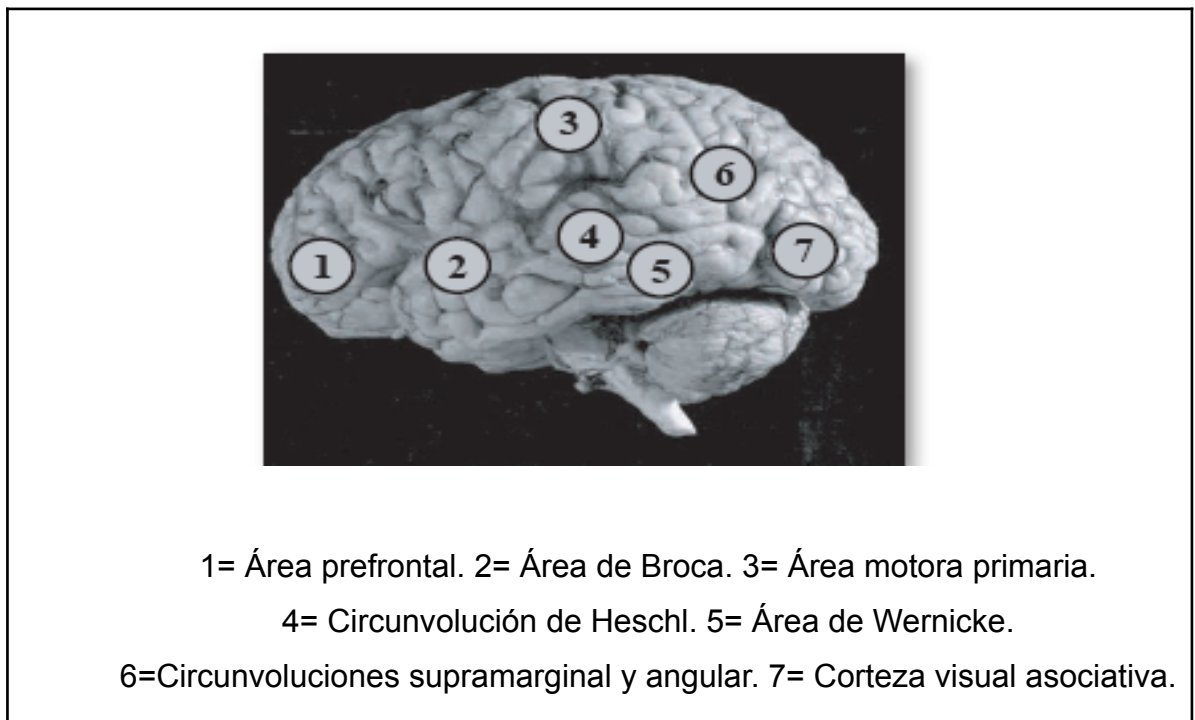 3
6
4
7
1
2
5
1= Área prefrontal. 2= Área de Broca. 3= Área motora primaria.
4= Circunvolución de Heschl. 5= Área de Wernicke.
6=Circunvoluciones supramarginal y angular. 7= Corteza visual asociativa.